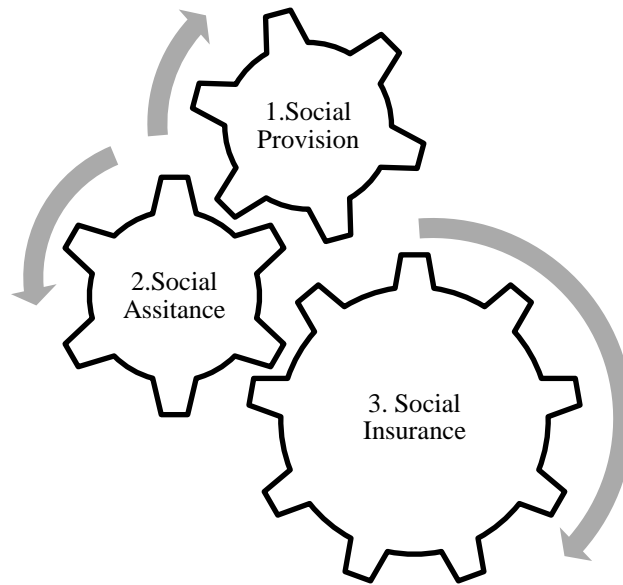 1.Social
Provision
2.Social
Assitance
3. Social
Insurance